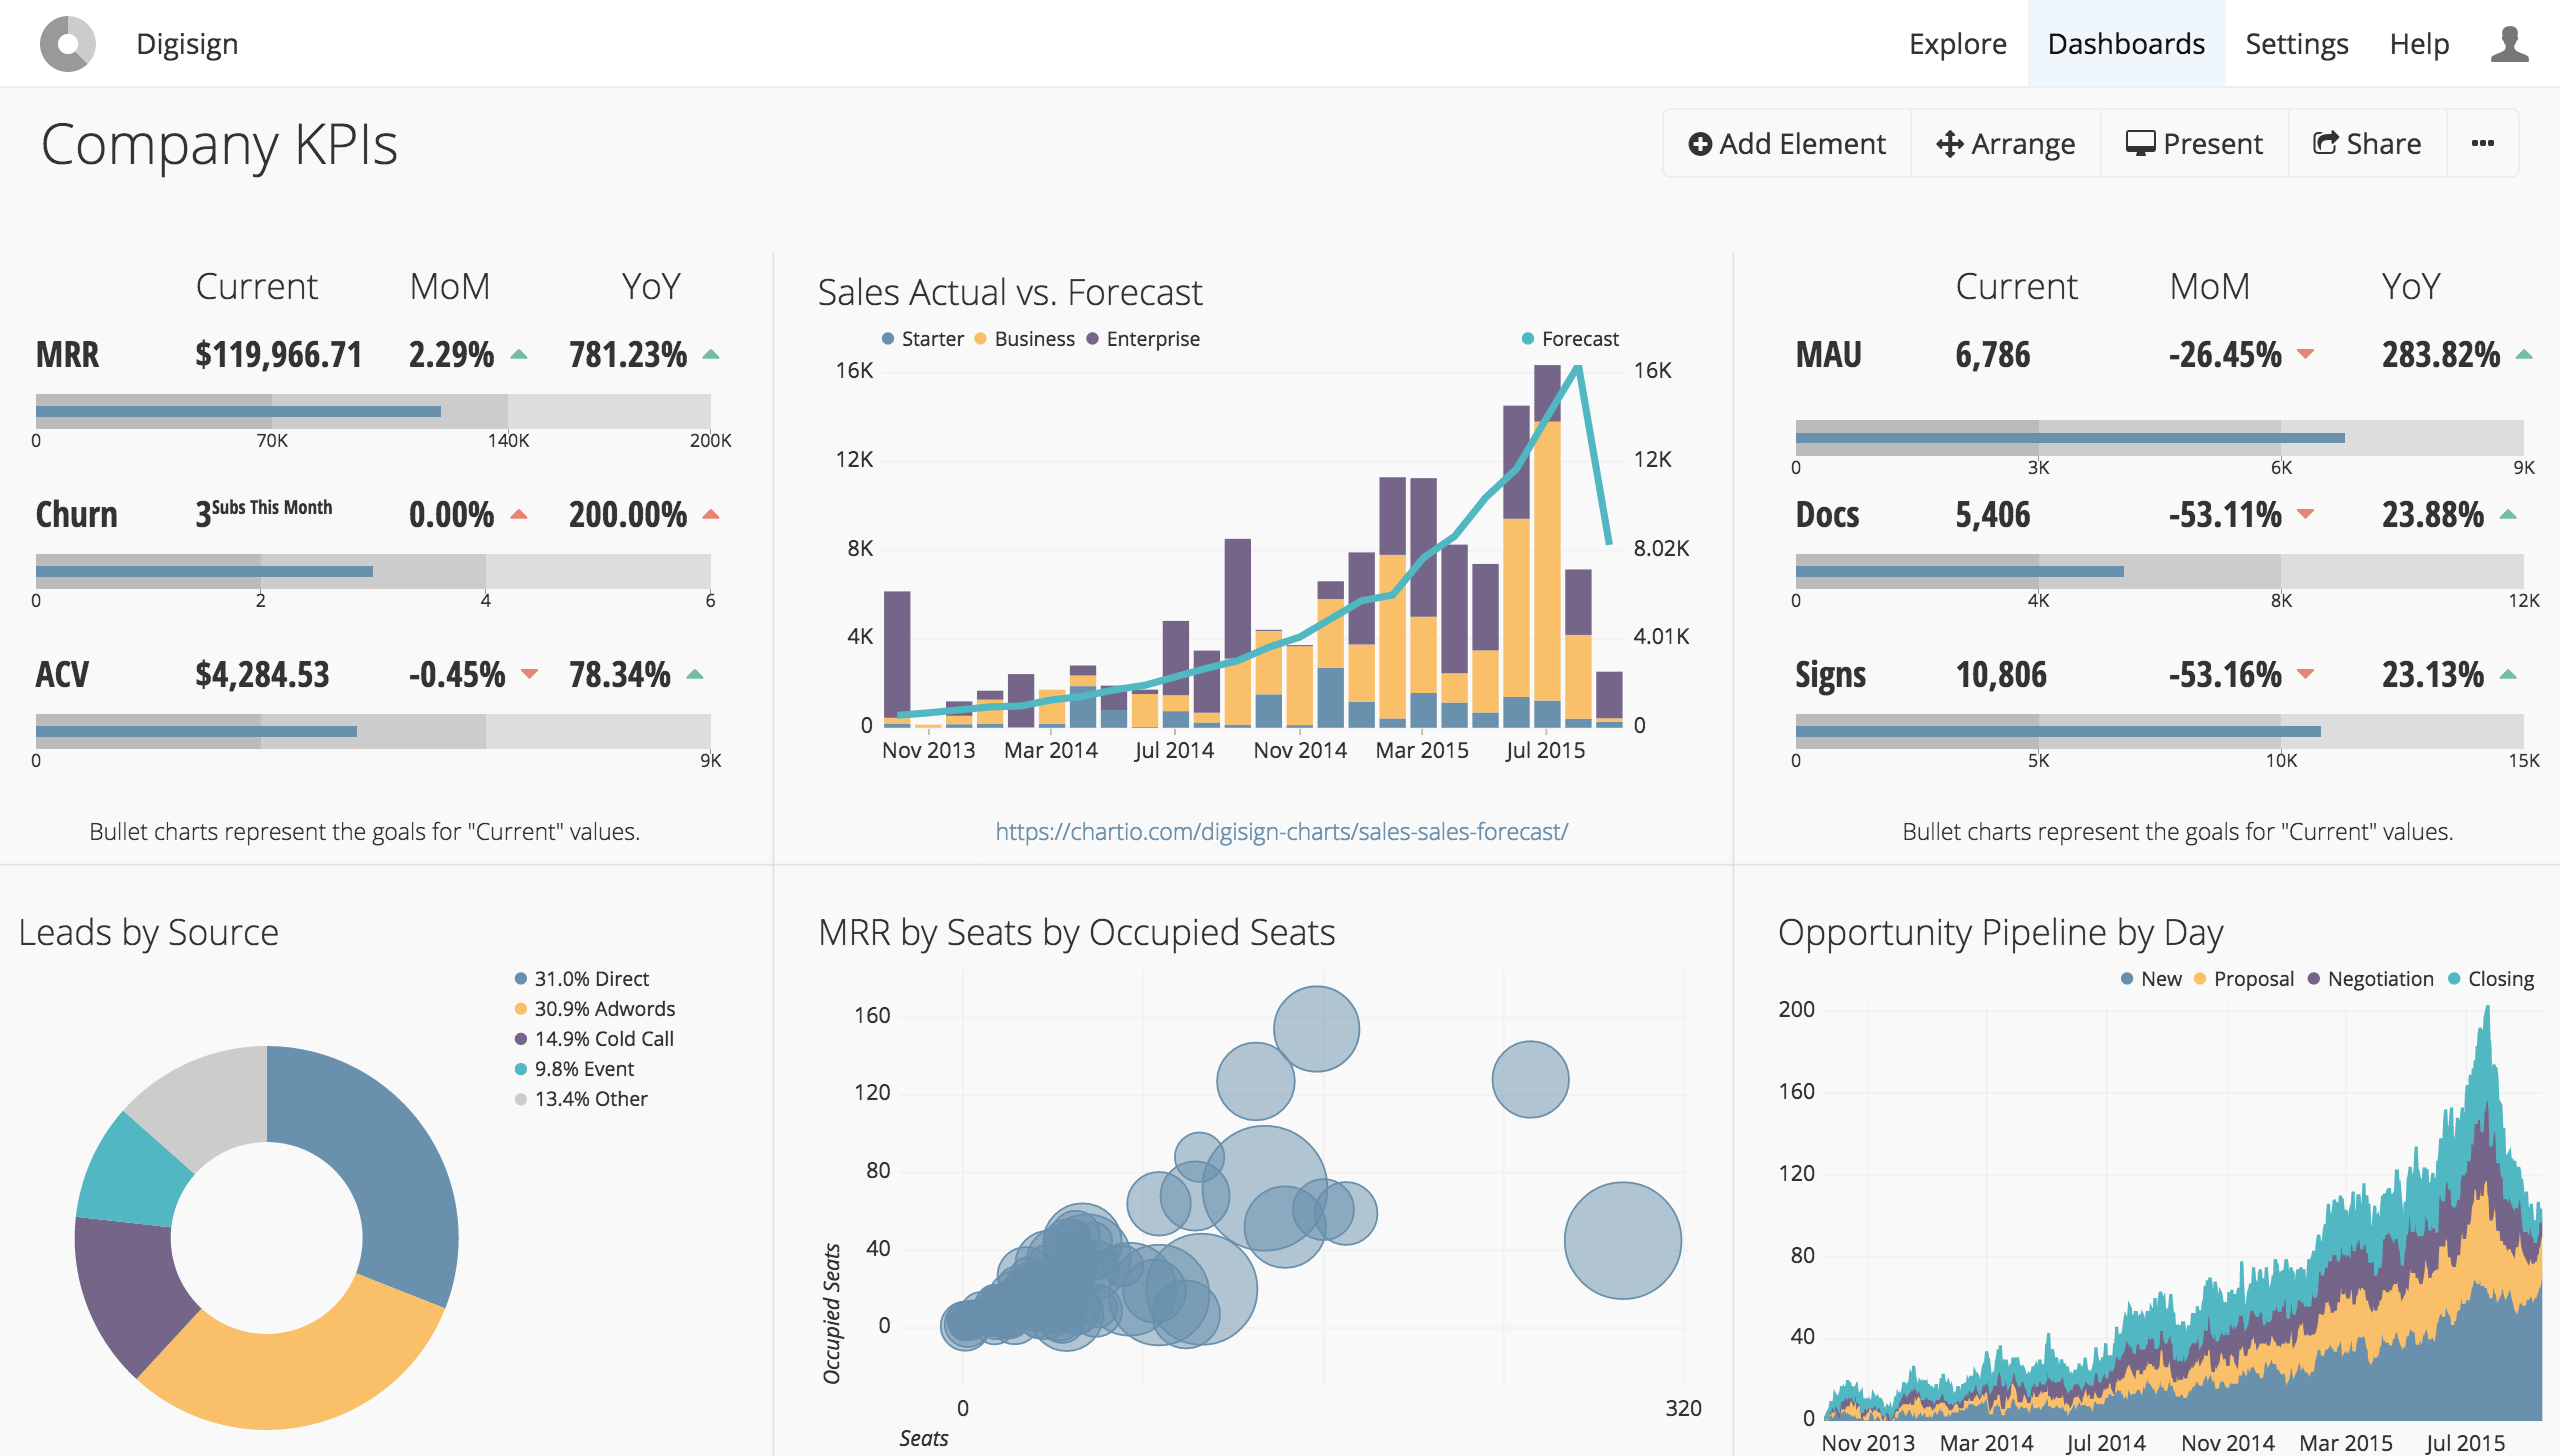 Digisign
Explore Dashboards Settings Help
Company KPIs
Add Element Arrange Present Share
Current MoM YoY
MRR $119,966.71 2.29% 781.23%
0 70K 140K 200K
Churn 3 Subs This Month 0.00% 200.00%
0 2 4 6
ACV $4,284.53 -0.45% 78.34%
0 9K
Bullet charts represent the goals for "Current" values.
Sales Actual vs. Forecast
Starter Business Enterprise Forecast
16K 16K
12K 12K
8K 8.02K
4K 4.01K
0 0
Nov 2013 Mar 2014 Jul 2014 Nov 2014 Mar 2015 Jul 2015
https://chartio.com/digisign-charts/sales-sales-forecast/
Current MoM YoY
MAU 6,786 -26.45% 283.82%
0 3K 6K 9K
Docs 5,406 -53.11% 23.88%
0 4K 8K 12K
Signs 10,806 -53.16% 23.13%
0 5K 10K 15K
Bullet charts represent the goals for "Current" values.
Leads by Source
31.0% Direct
30.9% Adwords
14.9% Cold Call
9.8% Event
13.4% Other
MRR by Seats by Occupied Seats
160
120
80
40
0
Occupied Seats
0 320
Seats
Opportunity Pipeline by Day
New Proposal Negotiation Closing
200
160
120
80
40
0
Nov 2013 Mar 2014 Jul 2014 Nov 2014 Mar 2015 Jul 2015